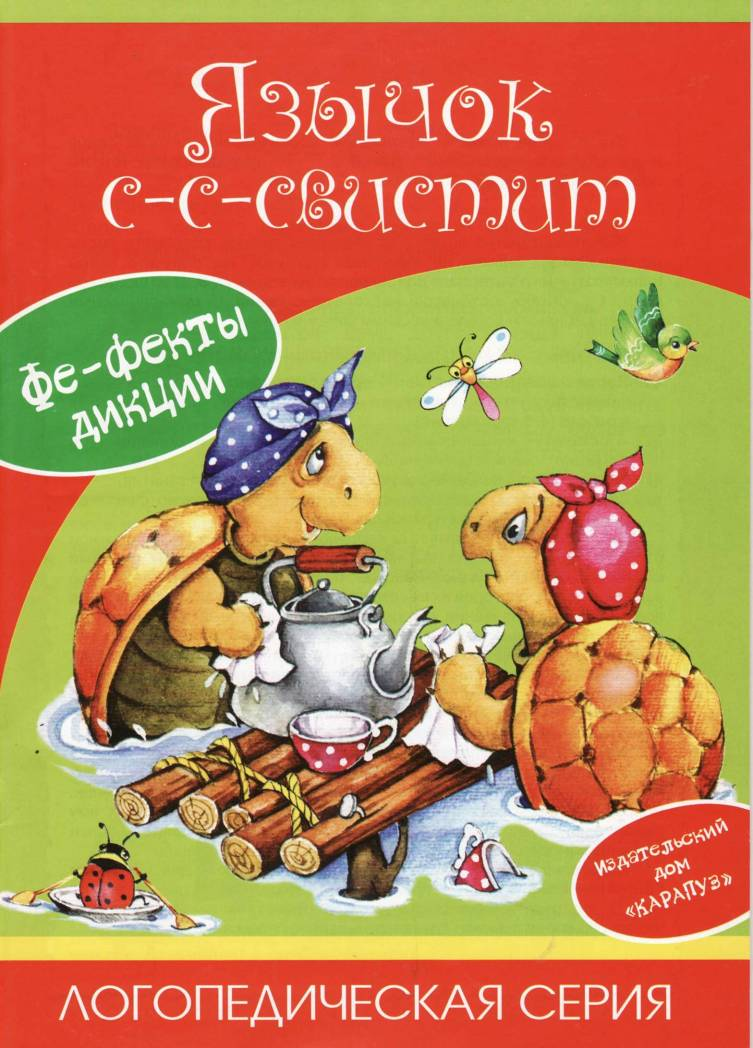 Язычок
с-с-свистит
Фе-фекты
дикции
Издательский
дом
«КАРАПУЗ»
ЛОГОПЕДИЧЕСКАЯ СЕРИЯ